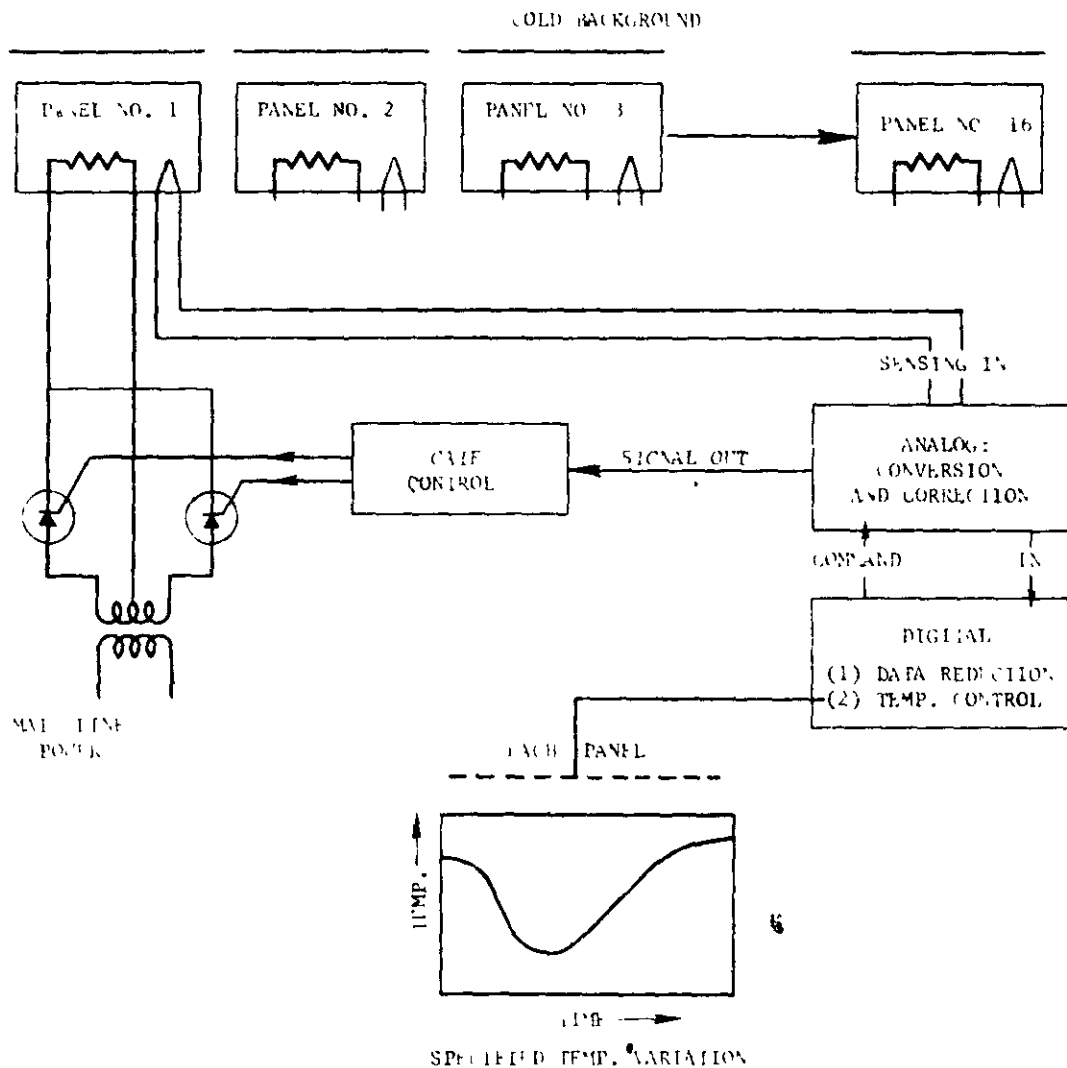 COLD BACKGROUND
PANEL NO. 1
PANEL NO. 2
PANEL NO 3
PANEL NO 16
SENSING IN
GATE
CONTROL
SIGNAL OUT
ANALOG:
CONVERSION
AND CORRECTION
COMMAND
IN
DIGITAL
(1) DATA REDUCTION
(2) TEMP. CONTROL
LINE
POWER
EACH PANEL
TEMP.
TIME
SPECIFIED TEMP. VARIATION